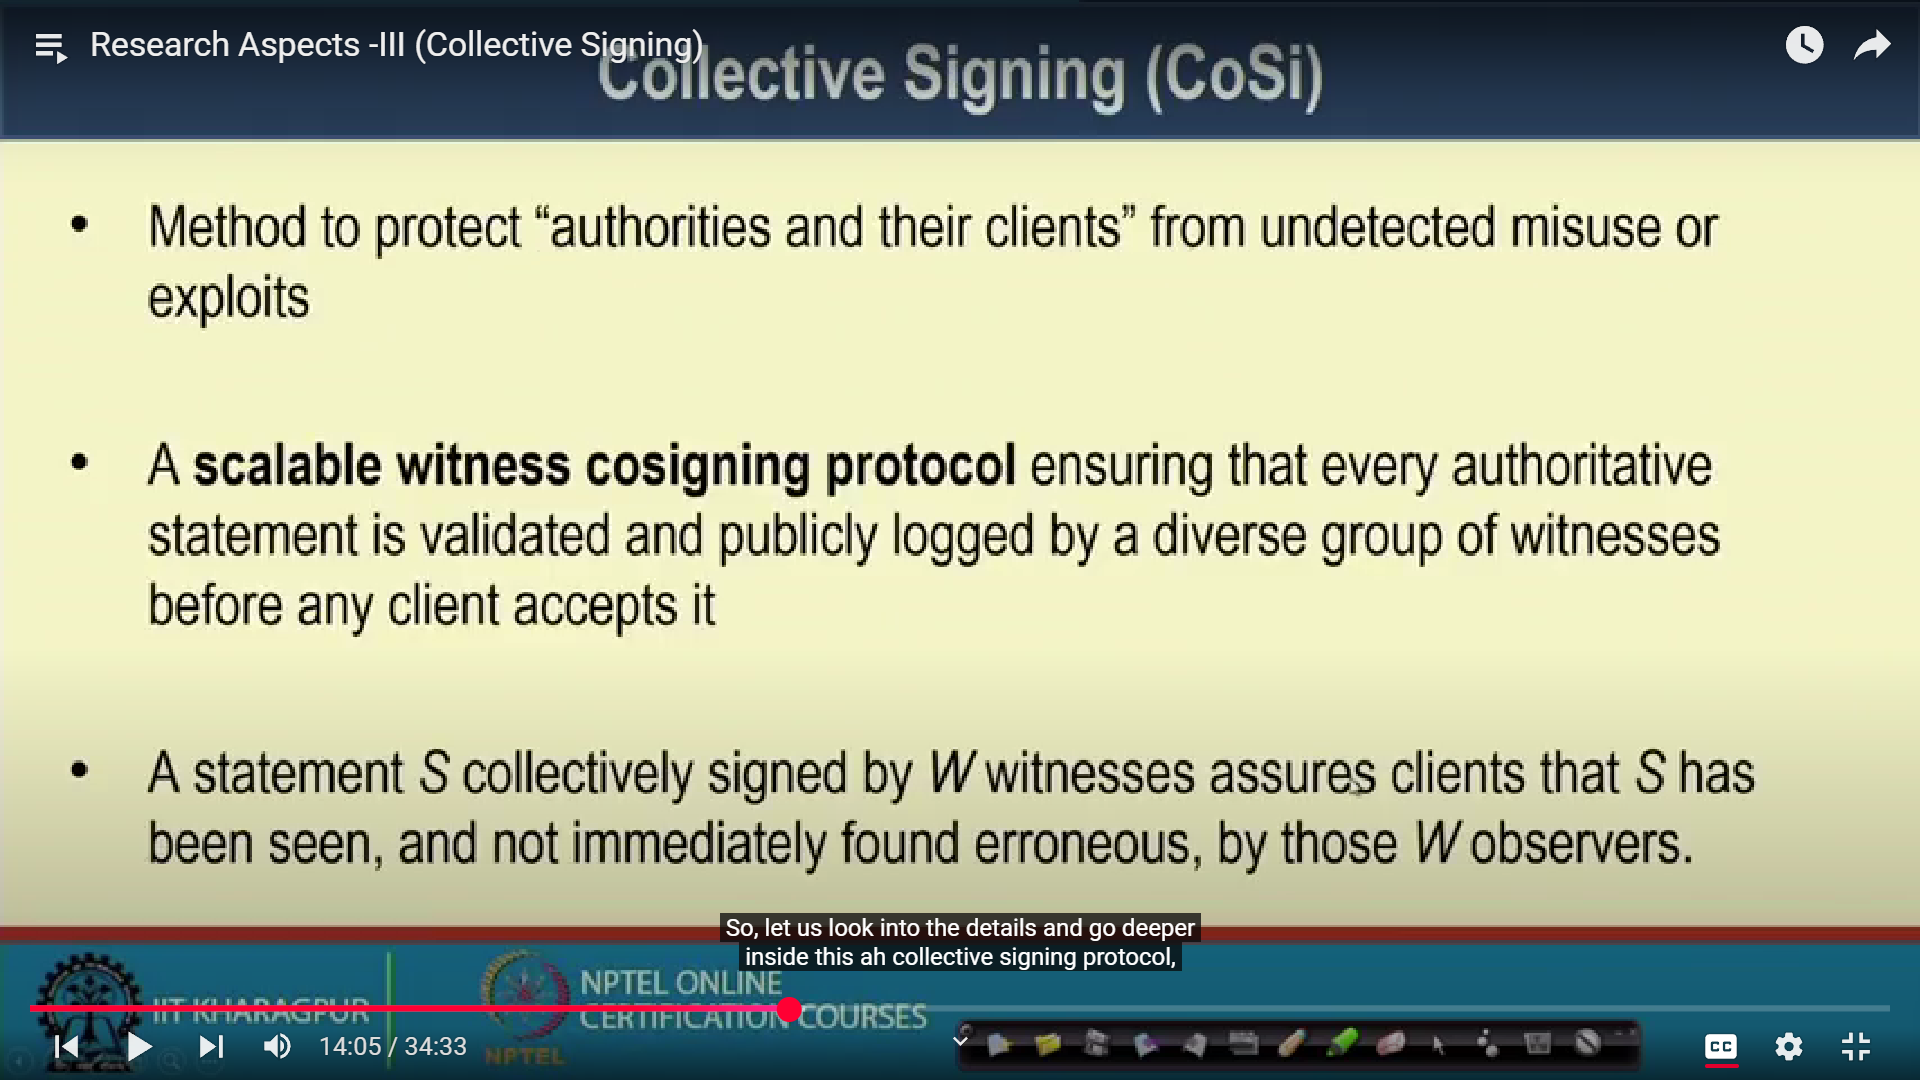 Research Aspects -III (Collective Signing)
Collective Signing (CoSi)
• Method to protect “authorities and their clients” from undetected misuse or
exploits
• A scalable witness cosigning protocol ensuring that every authoritative
statement is validated and publicly logged by a diverse group of witnesses
before any client accepts it
• A statement S collectively signed by W witnesses assures clients that S has
been seen, and not immediately found erroneous, by those W observers.
So, let us look into the details and go deeper
inside this ah collective signing protocol,
IIT KHARAGPUR
NPTEL ONLINE
CERTIFICATION COURSES
NPTEL
14:05 / 34:33
CC